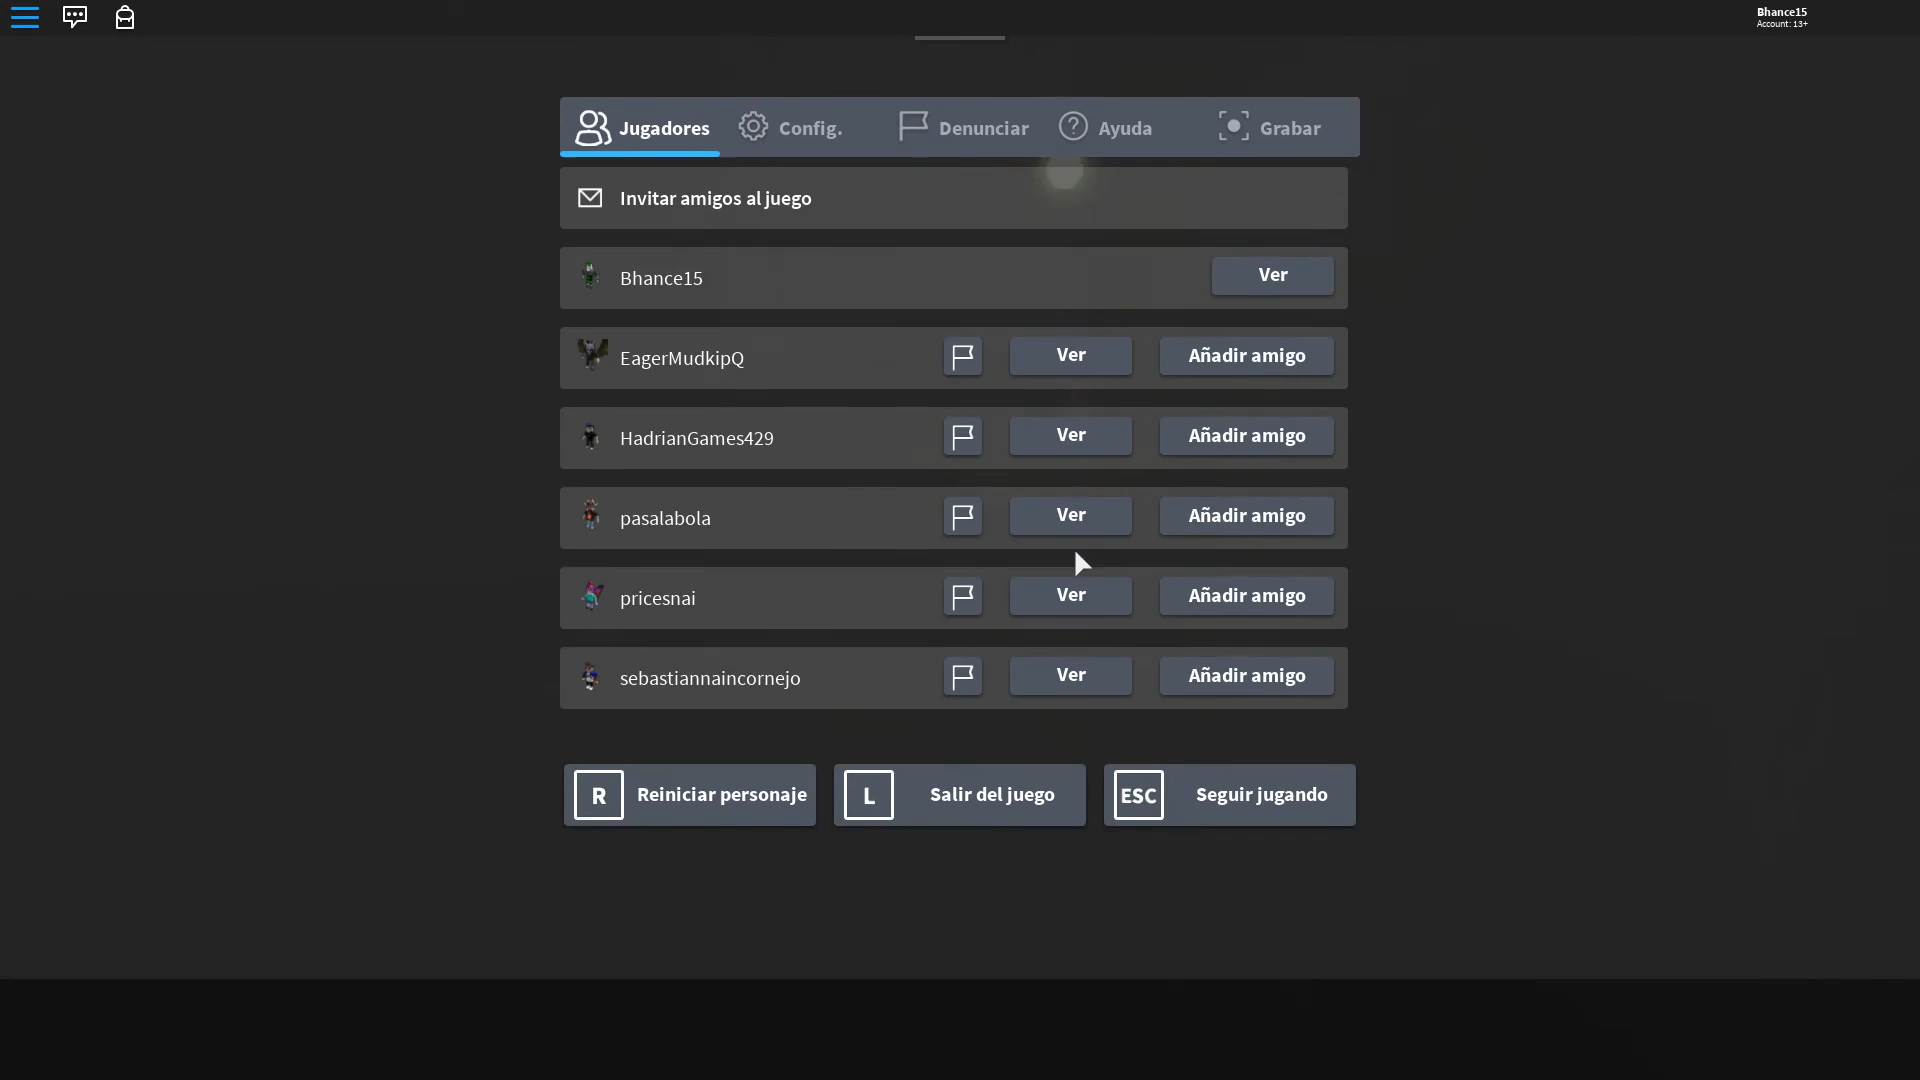 Bhance15
Account: 13+
Jugadores Config. Denunciar Ayuda Grabar
Invitar amigos al juego
Bhance15 Ver
EagerMudkipQ Ver Añadir amigo
HadrianGames429 Ver Añadir amigo
pasalabola Ver Añadir amigo
pricesnai Ver Añadir amigo
sebastiannaincornejo Ver Añadir amigo
R Reiniciar personaje L Salir del juego ESC Seguir jugando